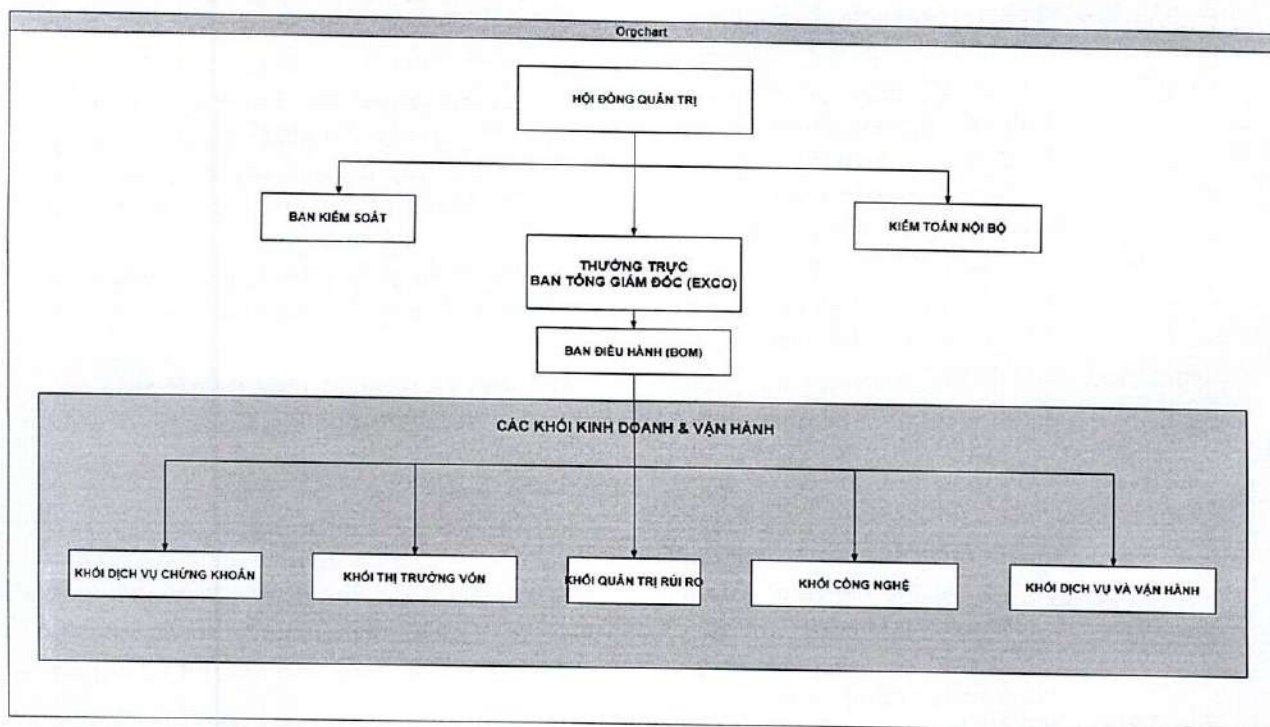 Orgchart
HỘI ĐỒNG QUẢN TRỊ
BAN KIỂM SOÁT
KIỂM TOÁN NỘI BỘ
THƯỜNG TRỰC
BAN TỔNG GIÁM ĐỐC (EXCO)
BAN ĐIỀU HÀNH (BOM)
CÁC KHỐI KINH DOANH & VẬN HÀNH
KHỐI DỊCH VỤ CHỨNG KHOÁN
KHỐI THỊ TRƯỜNG VỐN
KHỐI QUẢN TRỊ RỦI RO
KHỐI CÔNG NGHỆ
KHỐI DỊCH VỤ VÀ VẬN HÀNH